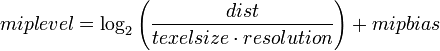 miplevel = log₂ ( dist / texelsize · resolution ) + mipbias